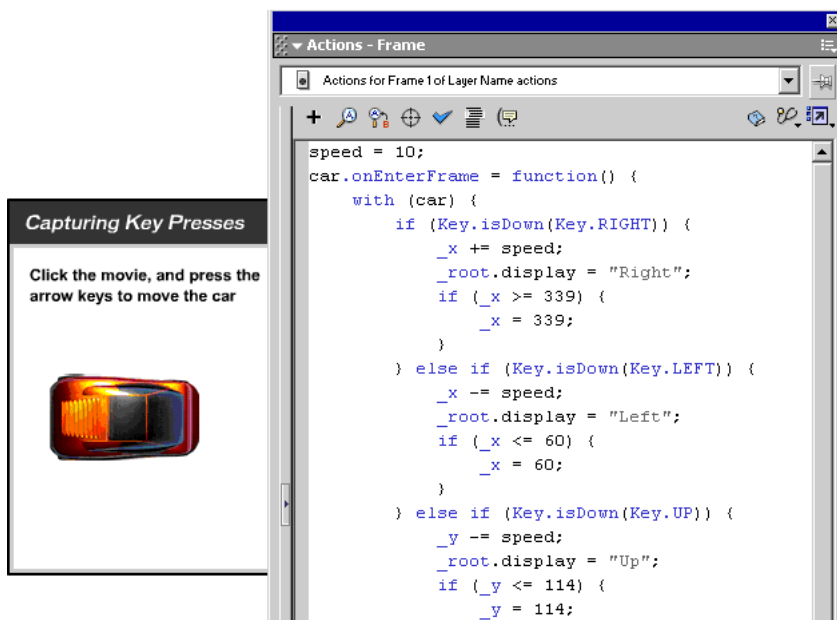 Actions - Frame
Actions for Frame 1 of Layer Name actions
speed = 10;
car.onEnterFrame = function() {
    with (car) {
        if (Key.isDown(Key.RIGHT)) {
            _x += speed;
            _root.display = "Right";
            if (_x >= 339) {
                _x = 339;
            }
        } else if (Key.isDown(Key.LEFT)) {
            _x -= speed;
            _root.display = "Left";
            if (_x <= 60) {
                _x = 60;
            }
        } else if (Key.isDown(Key.UP)) {
            _y -= speed;
            _root.display = "Up";
            if (_y <= 114) {
                _y = 114;
Capturing Key Presses
Click the movie, and press the
arrow keys to move the car